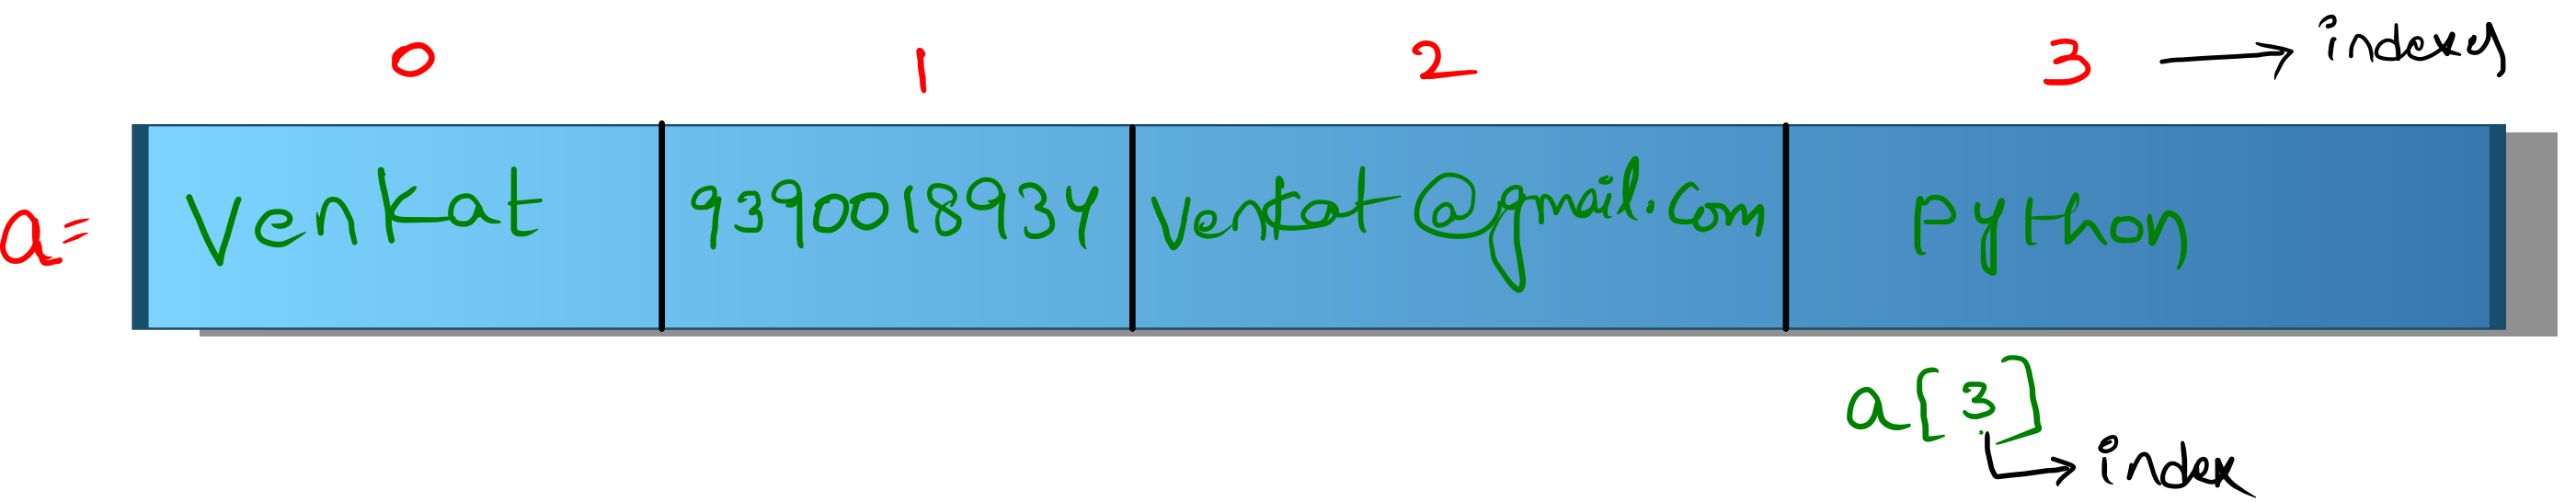 0 1 2 3 → indexes
a= Venkat 9390018934 Venkat@gmail.com python
a[3]
index